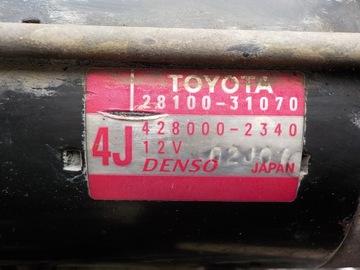 TOYOTA
28100-31070
4J
428000-2340
12V
DENSO JAPAN